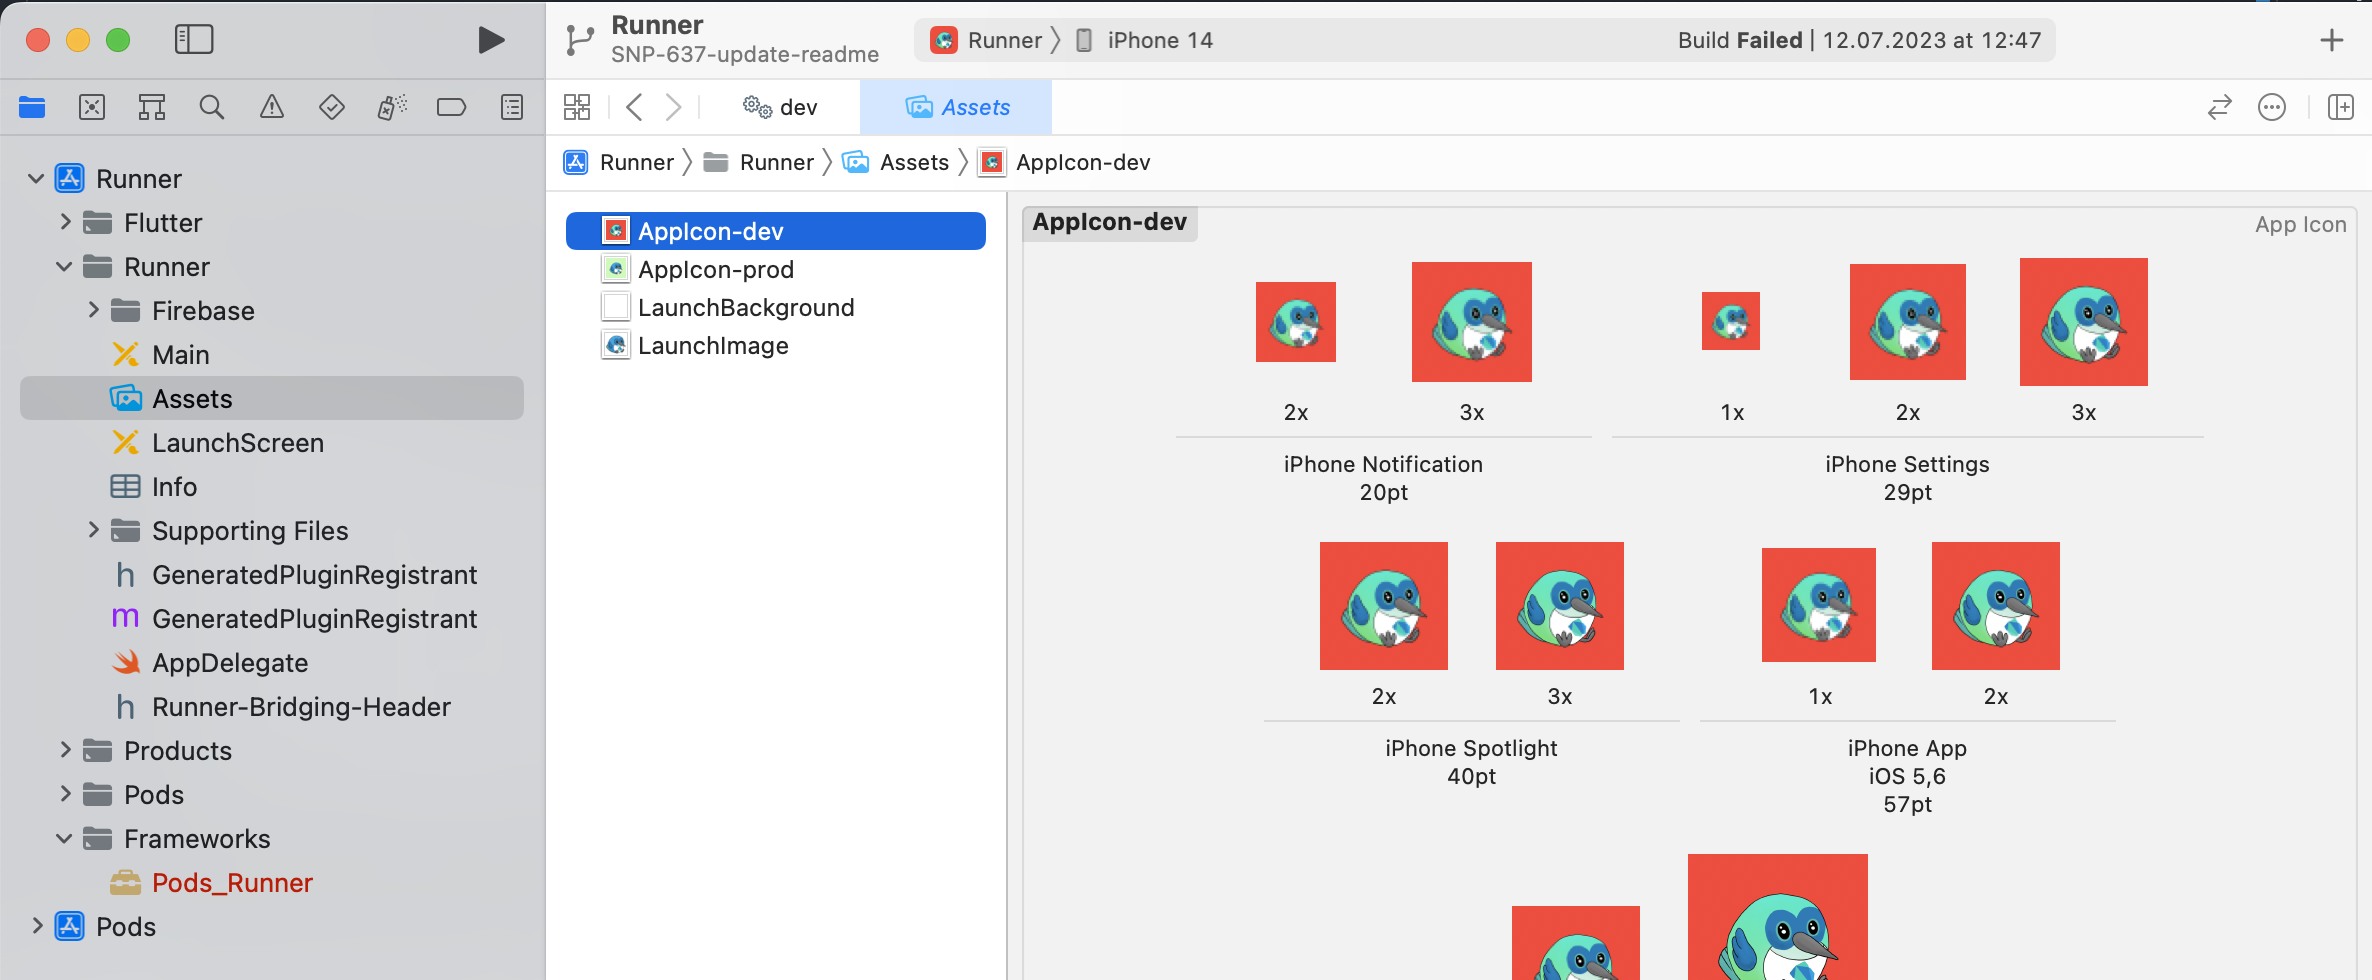 Runner
SNP-637-update-readme
Runner
iPhone 14
Build Failed | 12.07.2023 at 12:47
dev
Assets
Runner
Runner
Assets
AppIcon-dev
Runner
Flutter
Runner
Firebase
Main
Assets
LaunchScreen
Info
Supporting Files
h GeneratedPluginRegistrant
m GeneratedPluginRegistrant
AppDelegate
h Runner-Bridging-Header
Products
Pods
Frameworks
Pods_Runner
Pods
AppIcon-dev
AppIcon-prod
LaunchBackground
LaunchImage
AppIcon-dev
App Icon
2x
3x
iPhone Notification
20pt
1x
2x
3x
iPhone Settings
29pt
2x
3x
iPhone Spotlight
40pt
1x
2x
iPhone App
iOS 5,6
57pt